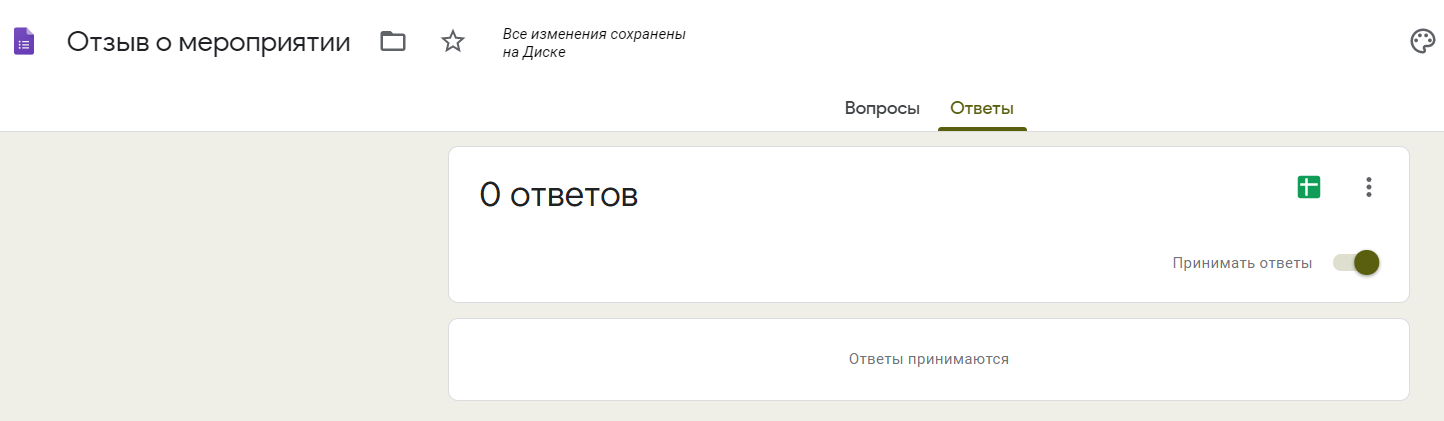 Отзыв о мероприятии
Все изменения сохранены
на Диске
Вопросы
Ответы
0 ответов
Принимать ответы
Ответы принимаются